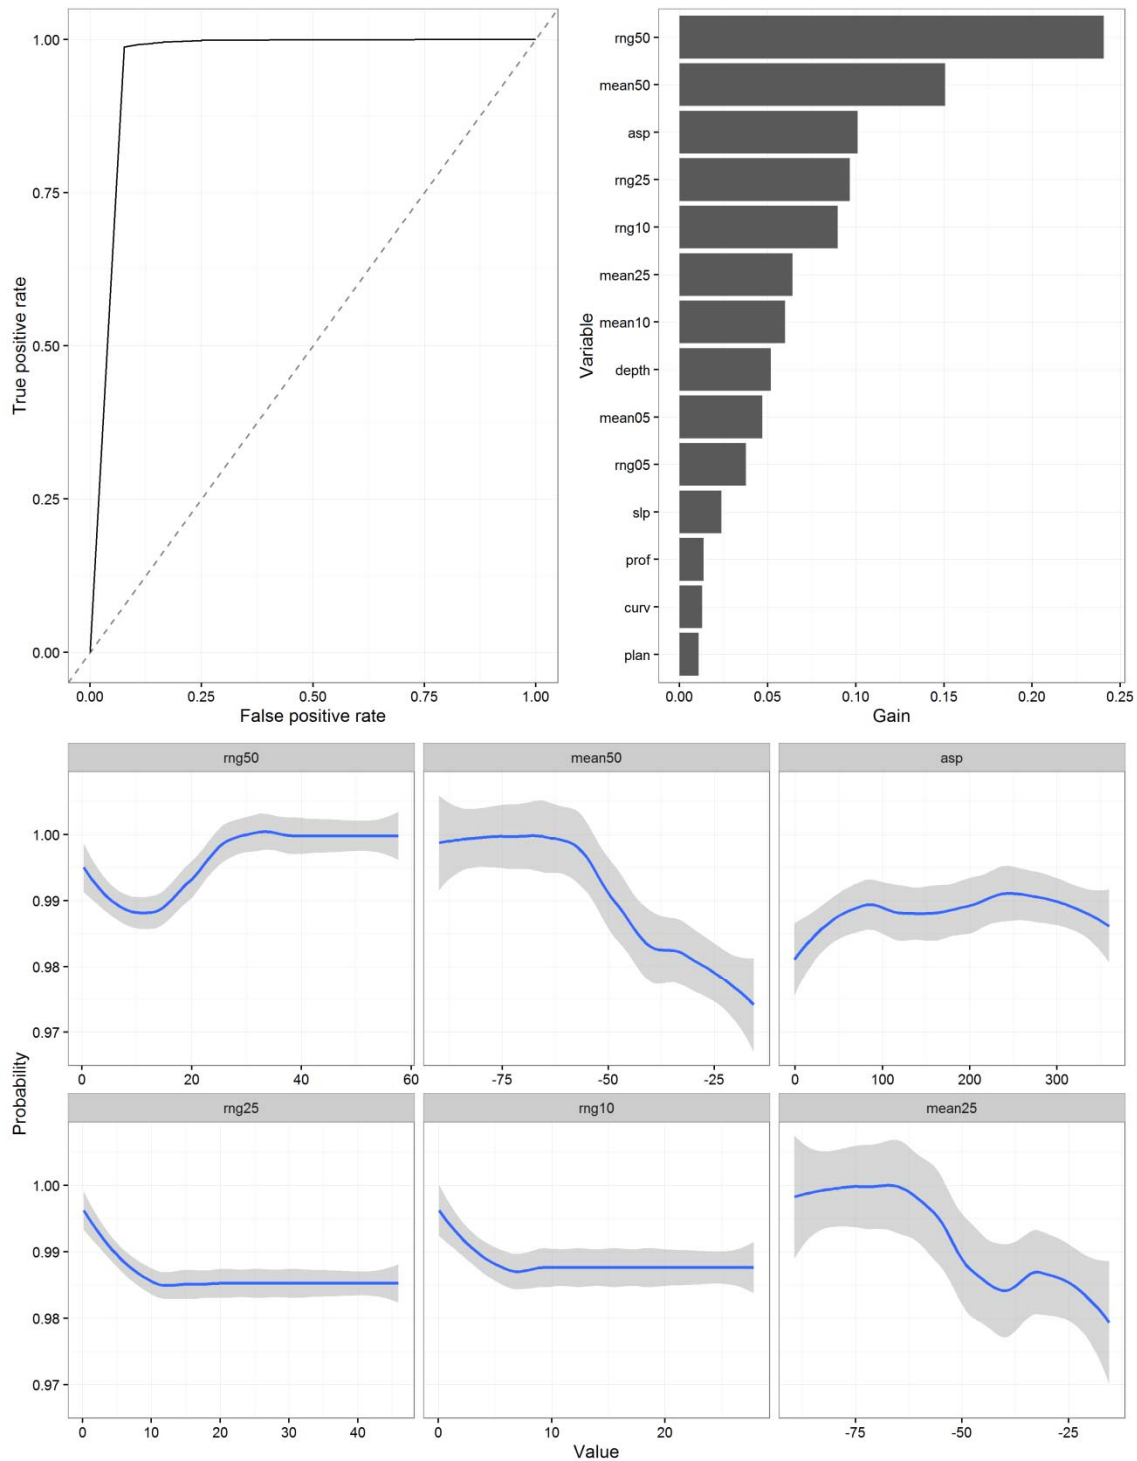 1.00
0.75
0.50
0.25
0.00
True positive rate
0.00 0.25 0.50 0.75 1.00
False positive rate
rng50
mean50
asp
rng25
rng10
mean25
mean10
depth
mean05
rng05
slp
prof
curv
plan
Variable
0.00 0.05 0.10 0.15 0.20 0.25
Gain
rng50 mean50 asp
1.00
0.99
0.98
0.97
0 20 40 60
-75 -50 -25
0 100 200 300
Probability
rng25 rng10 mean25
1.00
0.99
0.98
0.97
0 10 20 30 40
0 10 20
-75 -50 -25
Value